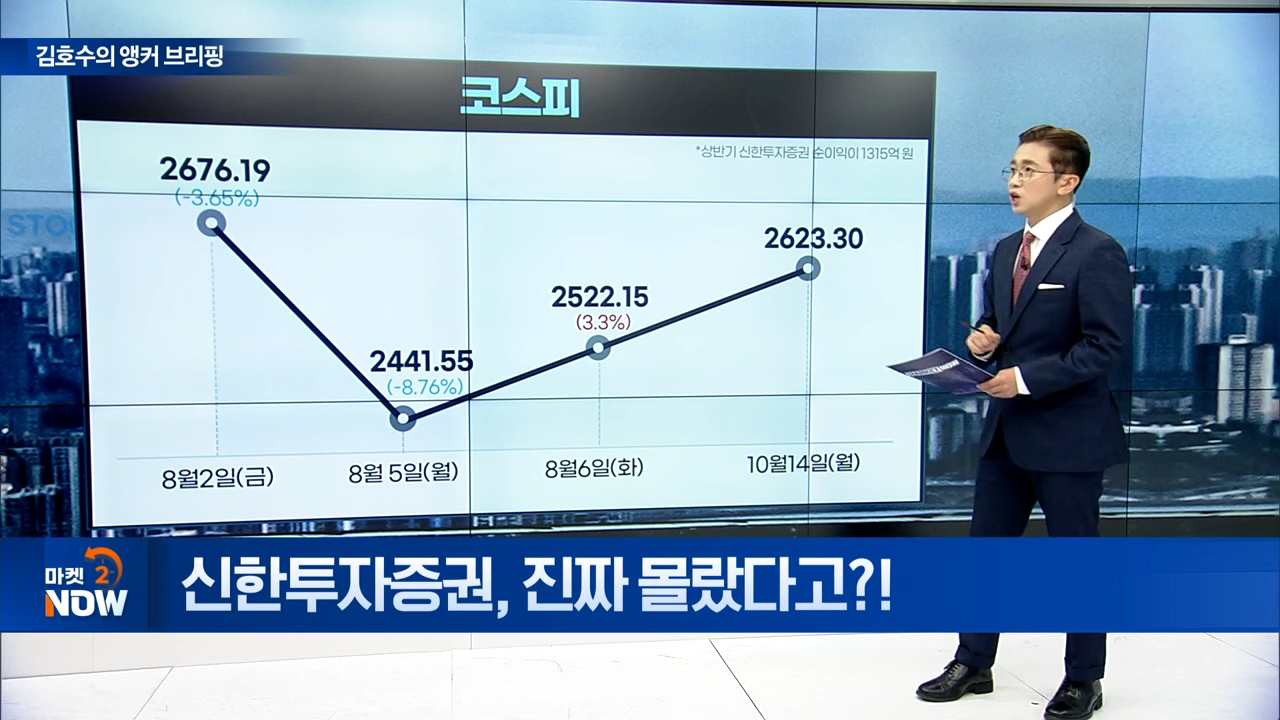 김호수의 앵커 브리핑
코스피
*상반기 신한투자증권 순이익이 1315억 원
2676.19
(-3.65%)
2623.30
2522.15
(3.3%)
2441.55
(-8.76%)
8월2일(금)
8월 5일(월)
8월6일(화)
10월14일(월)
STO
마켓 2
NOW
신한투자증권, 진짜 몰랐다고?!